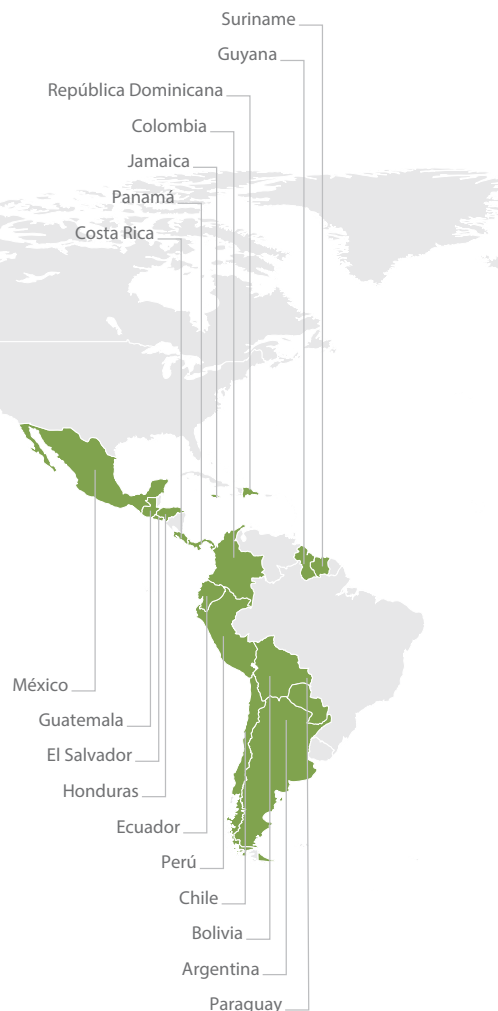 Suriname
Guyana
República Dominicana
Colombia
Jamaica
Panamá
Costa Rica
México
Guatemala
El Salvador
Honduras
Ecuador
Perú
Chile
Bolivia
Argentina
Paraguay